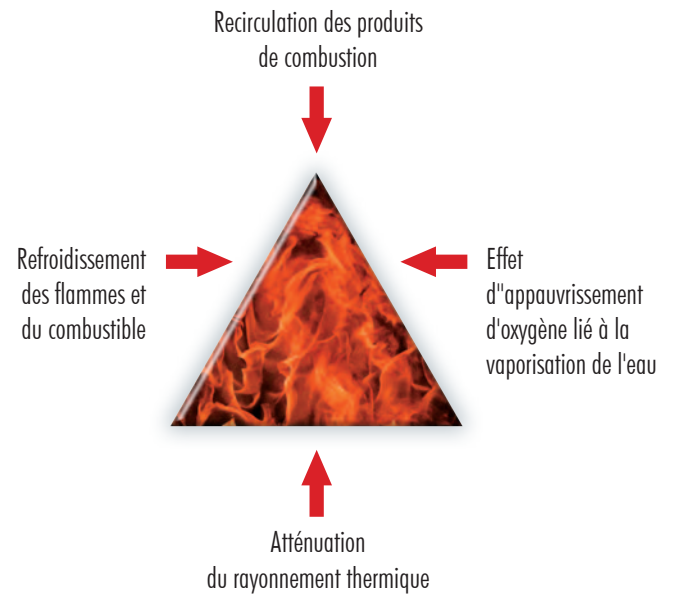 Recirculation des produits
de combustion
Refroidissement
des flammes et
du combustible
Effet
d"appauvrissement
d'oxygène lié à la
vaporisation de l'eau
Atténuation
du rayonnement thermique